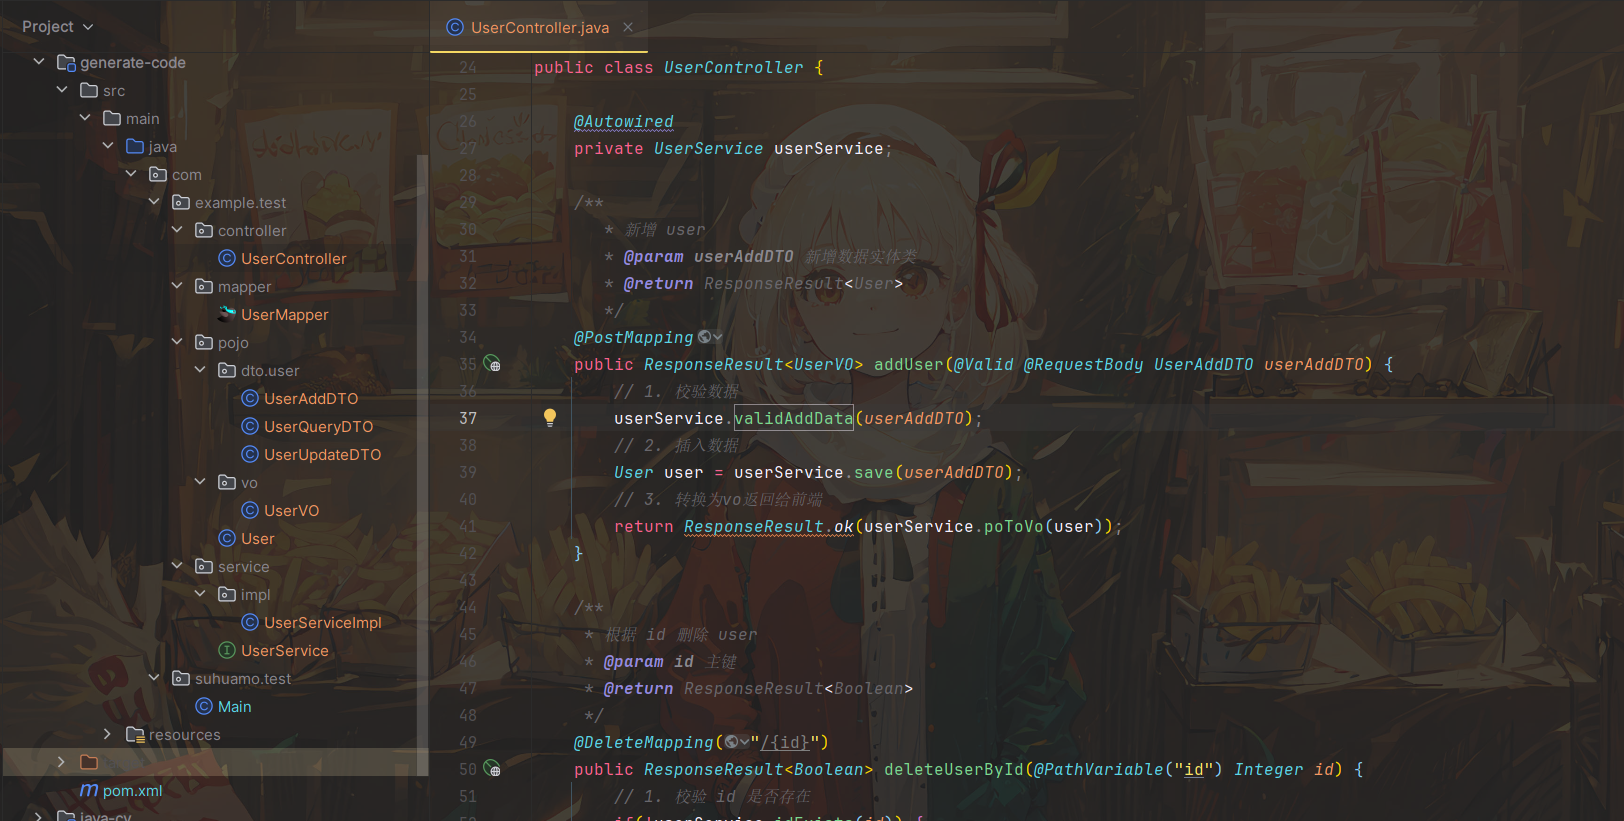 Project
generate-code
src
main
java
com
example.test
controller
UserController
mapper
UserMapper
pojo
dto.user
UserAddDTO
UserQueryDTO
UserUpdateDTO
vo
UserVO
User
service
impl
UserServiceImpl
UserService
suhuamo.test
Main
resources
pom.xml
java-cv
UserController.java
24 public class UserController {
25
26 @Autowired
27 private UserService userService;
28
29 /**
30 * 新增 user
31 * @param userAddDTO 新增数据实体类
32 * @return ResponseResult<User>
33 */
34 @PostMapping
35 public ResponseResult<UserVO> addUser(@Valid @RequestBody UserAddDTO userAddDTO) {
36 // 1. 校验数据
37 userService.validAddData(userAddDTO);
38 // 2. 插入数据
39 User user = userService.save(userAddDTO);
40 // 3. 转换为vo返回给前端
41 return ResponseResult.ok(userService.poToVo(user));
42 }
43
44 /**
45 * 根据 id 删除 user
46 * @param id 主键
47 * @return ResponseResult<Boolean>
48 */
49 @DeleteMapping("/{id}")
50 public ResponseResult<Boolean> deleteUserById(@PathVariable("id") Integer id) {
51 // 1. 校验 id 是否存在
if(!userService.idExists(id)) {